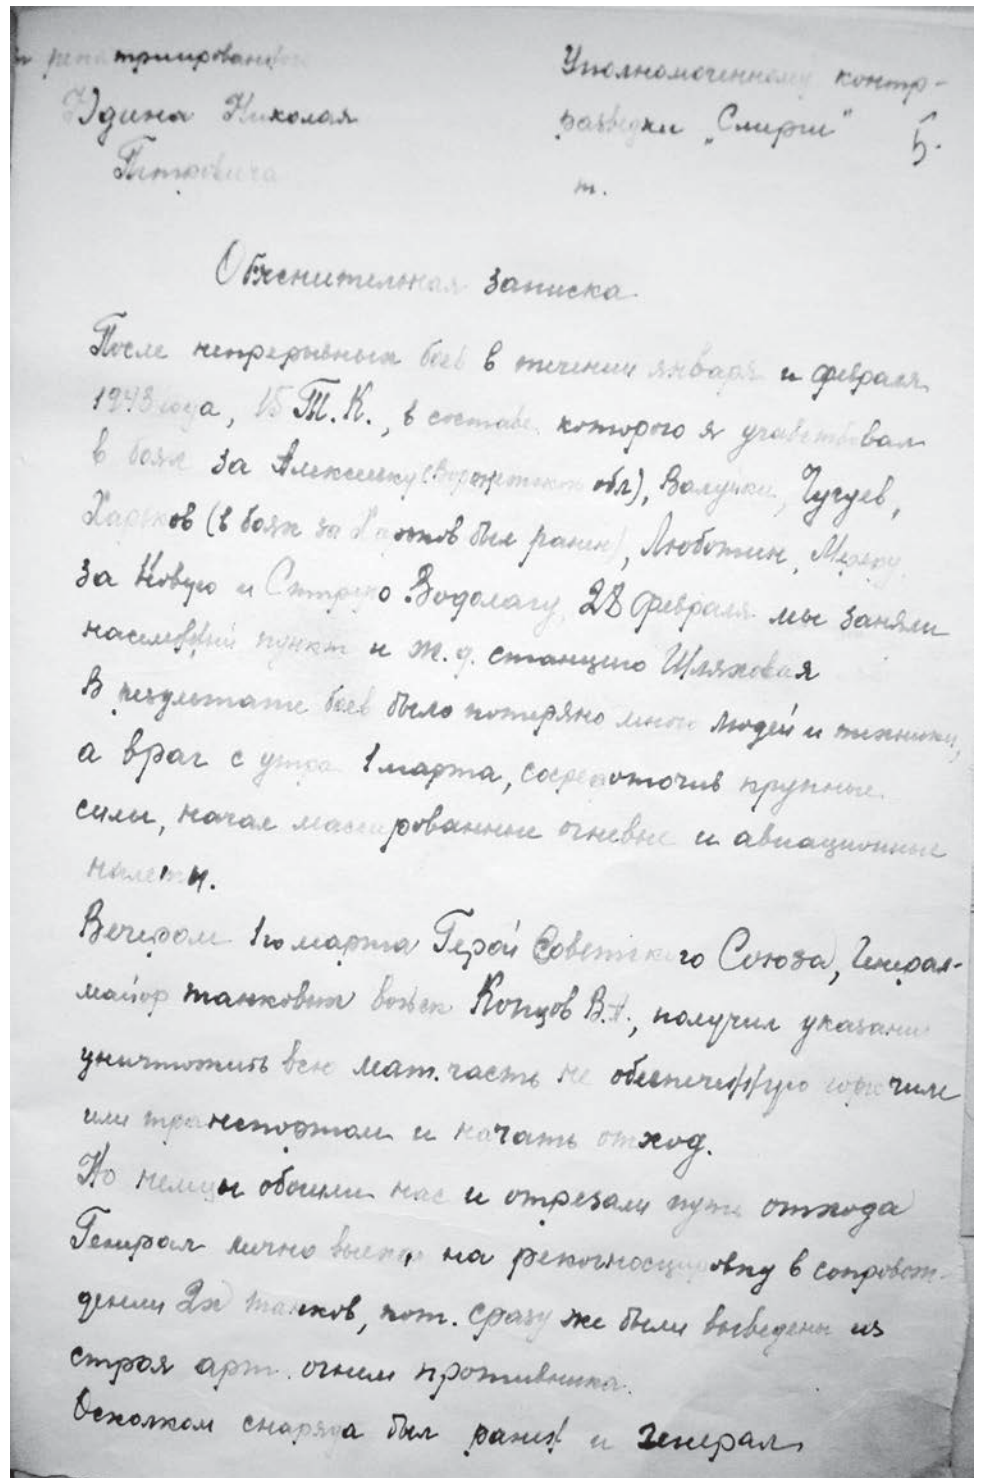 репатриированного
Юдина Николая
Петровича
Уполномоченному контр-
разведки „Смерш"
5.
т.
Объяснительная записка
После непрерывных боев в течении января и февраля
1943 года, 15 Т.К., в составе которого я учавствовал
в боях за Алексеевку (Воронежской обл), Валуйки, Чугуев,
Харьков (в боях за Харьков был ранен), Люботин, Мерефу,
за Новую и Старую Водолагу, 28 февраля мы заняли
населенный пункт и ж.д. станцию Шляховая
В результате боев было потеряно много людей и техники,
а враг с утра 1 марта, сосредоточив крупные
силы, начал массированные огневые и авиационные
налеты.
Вечером 1го марта Герой Советского Союза, Генерал-
майор танковых войск Копцов В.А., получил указание
уничтожить всю мат. часть не обеспеченную горючим
или транспортом и начать отход.
Но немцы обошли нас и отрезали пути отхода
Генерал лично выехал на рекогносцировку в сопровож-
дении 2х танков, кот. сразу же были выведены из
строя арт. огнем противника.
Осколком снаряда был ранен и генерал